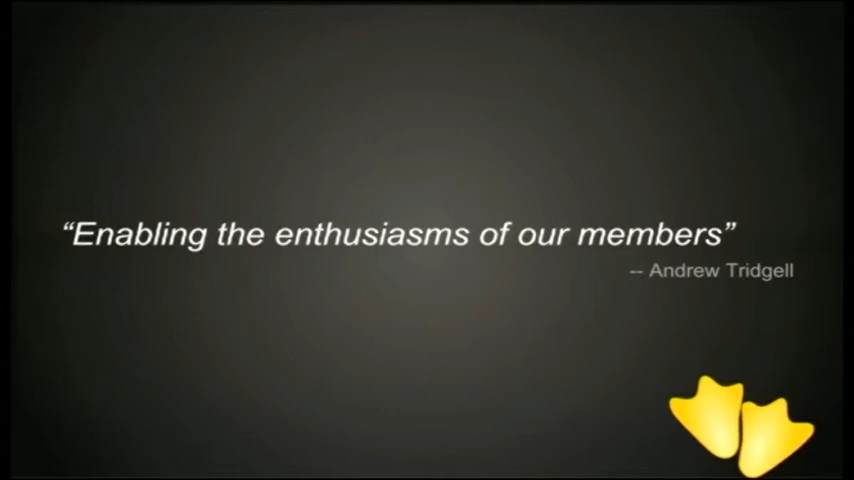 “Enabling the enthusiasms of our members”
-- Andrew Tridgell